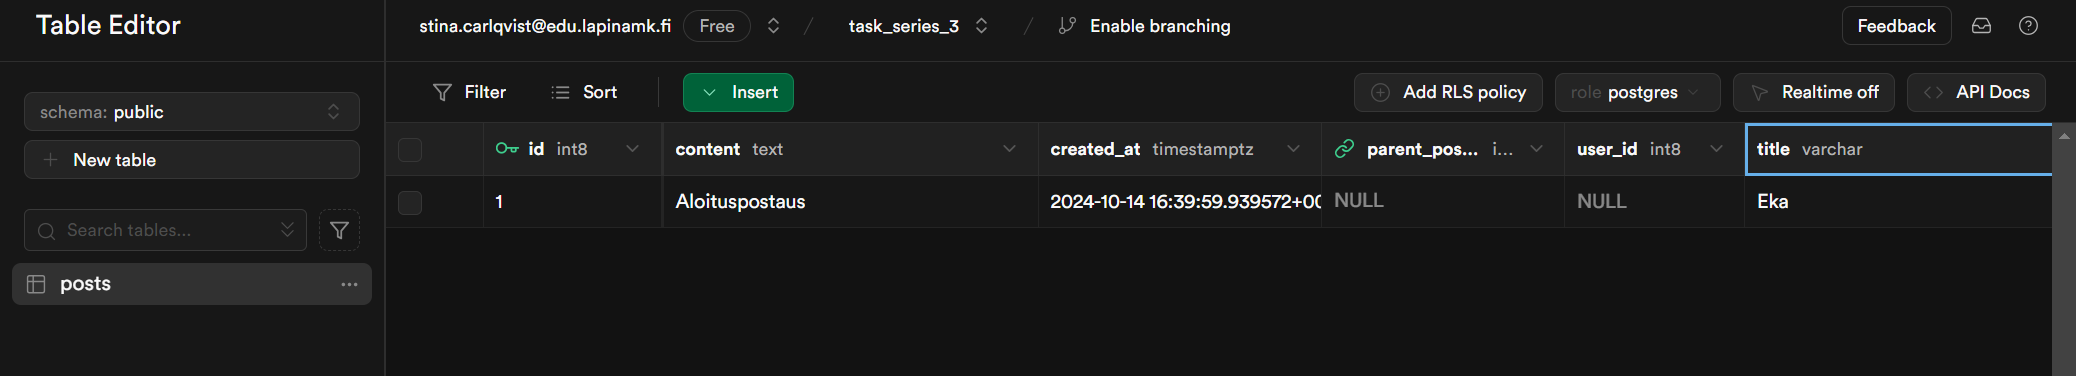 Table Editor
stina.carlqvist@edu.lapinamk.fi Free / task_series_3 / Enable branching Feedback
schema: public
New table
Search tables...
posts
Filter Sort Insert Add RLS policy role postgres Realtime off API Docs
id int8 content text created_at timestamptz parent_pos... i... user_id int8 title varchar
1 Aloituspostaus 2024-10-14 16:39:59.939572+00 NULL NULL Eka